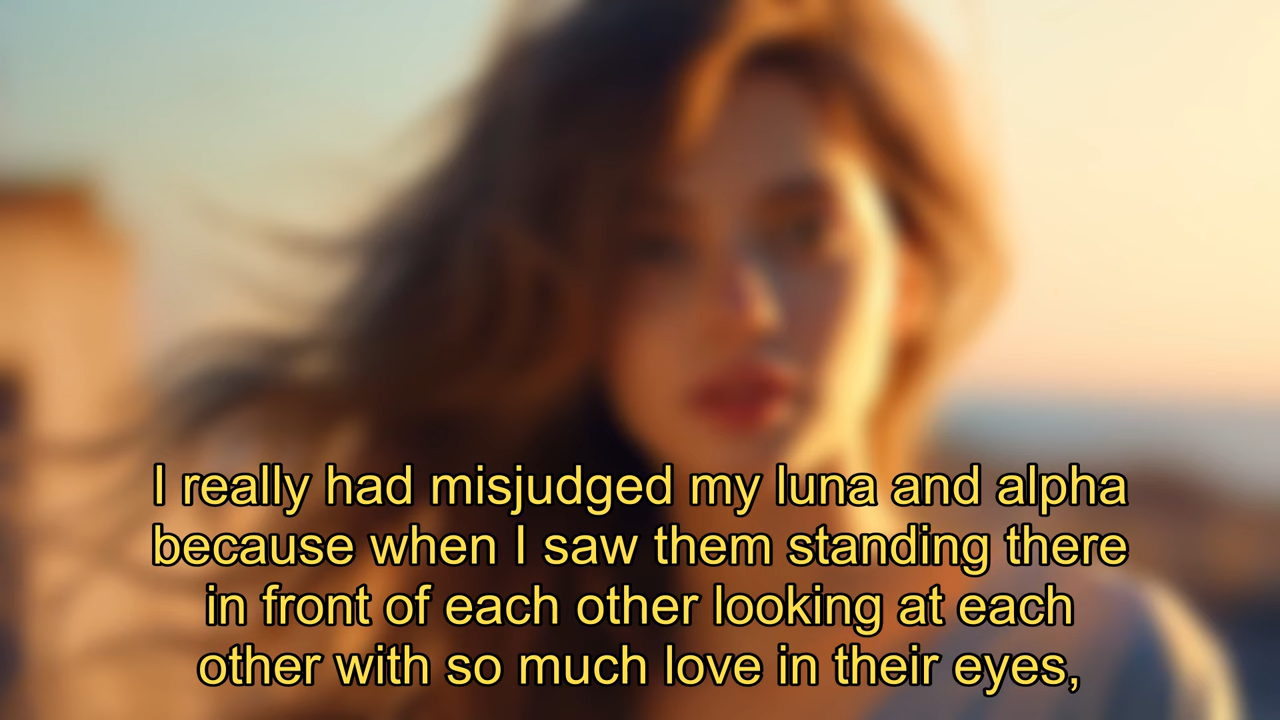 I really had misjudged my luna and alpha
because when I saw them standing there
in front of each other looking at each
other with so much love in their eyes,